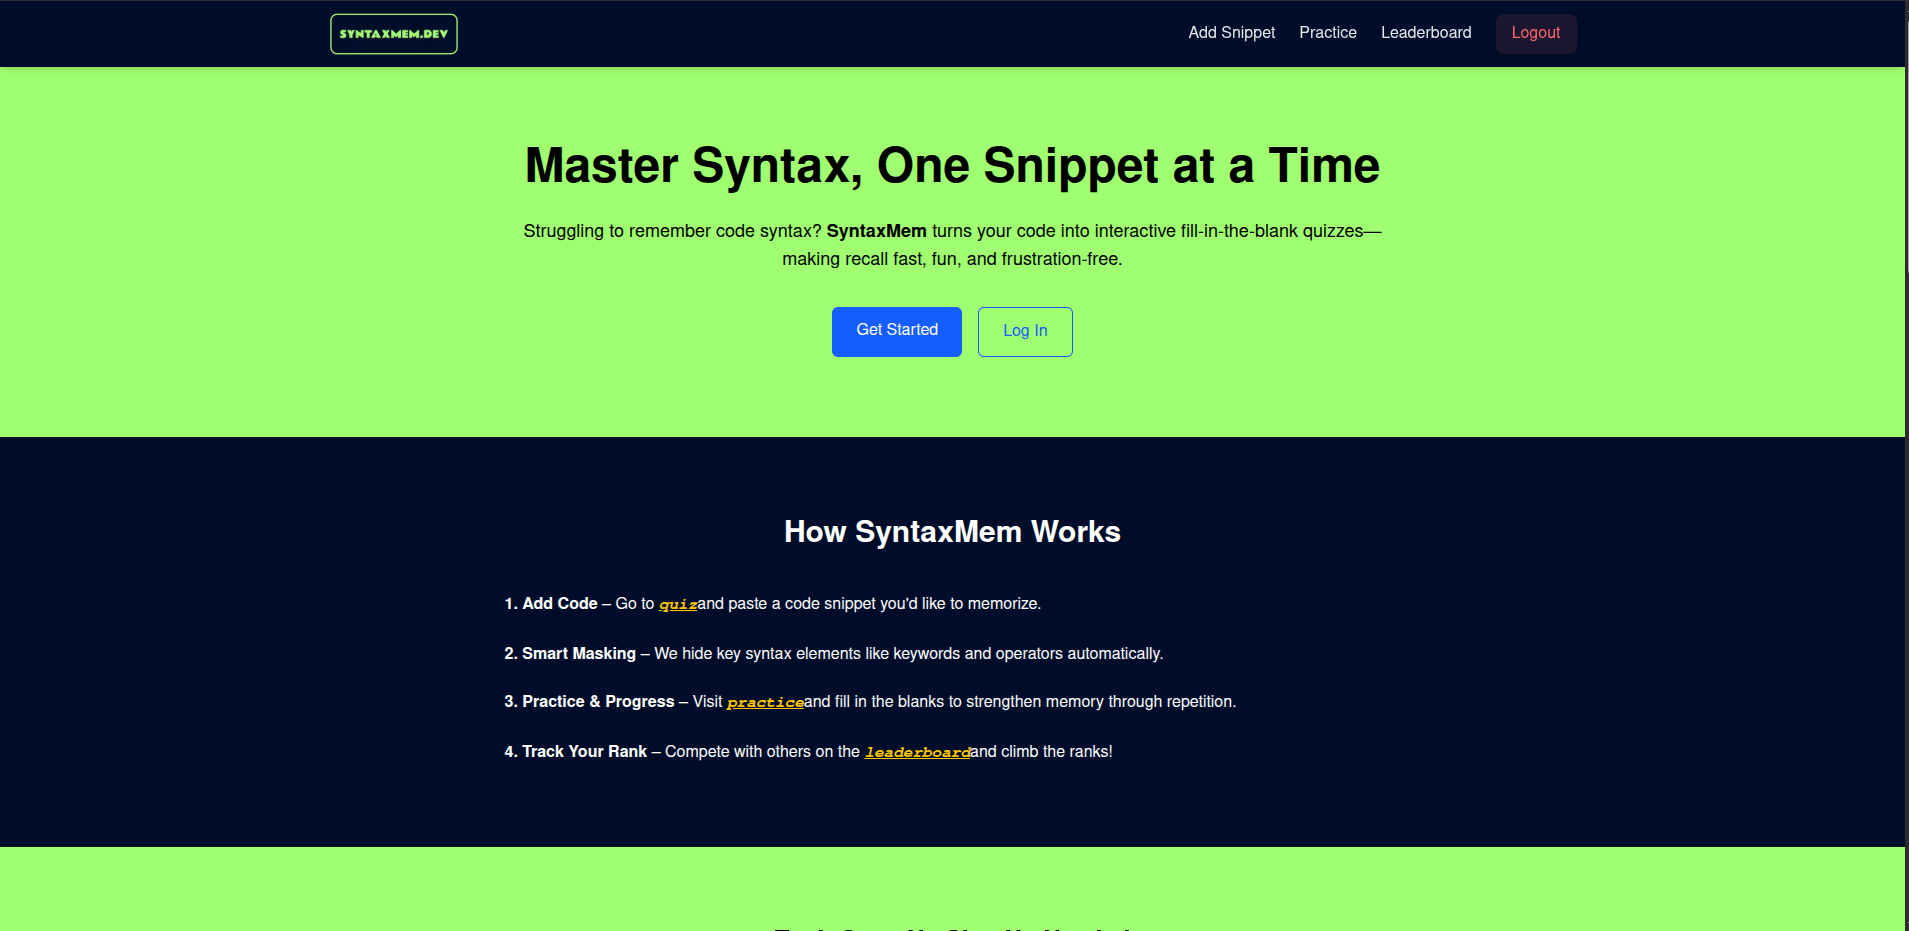 SYNTAXMEM.DEV
Add Snippet Practice Leaderboard Logout
Master Syntax, One Snippet at a Time
Struggling to remember code syntax? SyntaxMem turns your code into interactive fill-in-the-blank quizzes—
making recall fast, fun, and frustration-free.
Get Started Log In
How SyntaxMem Works
1. Add Code – Go to quizand paste a code snippet you'd like to memorize.
2. Smart Masking – We hide key syntax elements like keywords and operators automatically.
3. Practice & Progress – Visit practiceand fill in the blanks to strengthen memory through repetition.
4. Track Your Rank – Compete with others on the leaderboardand climb the ranks!